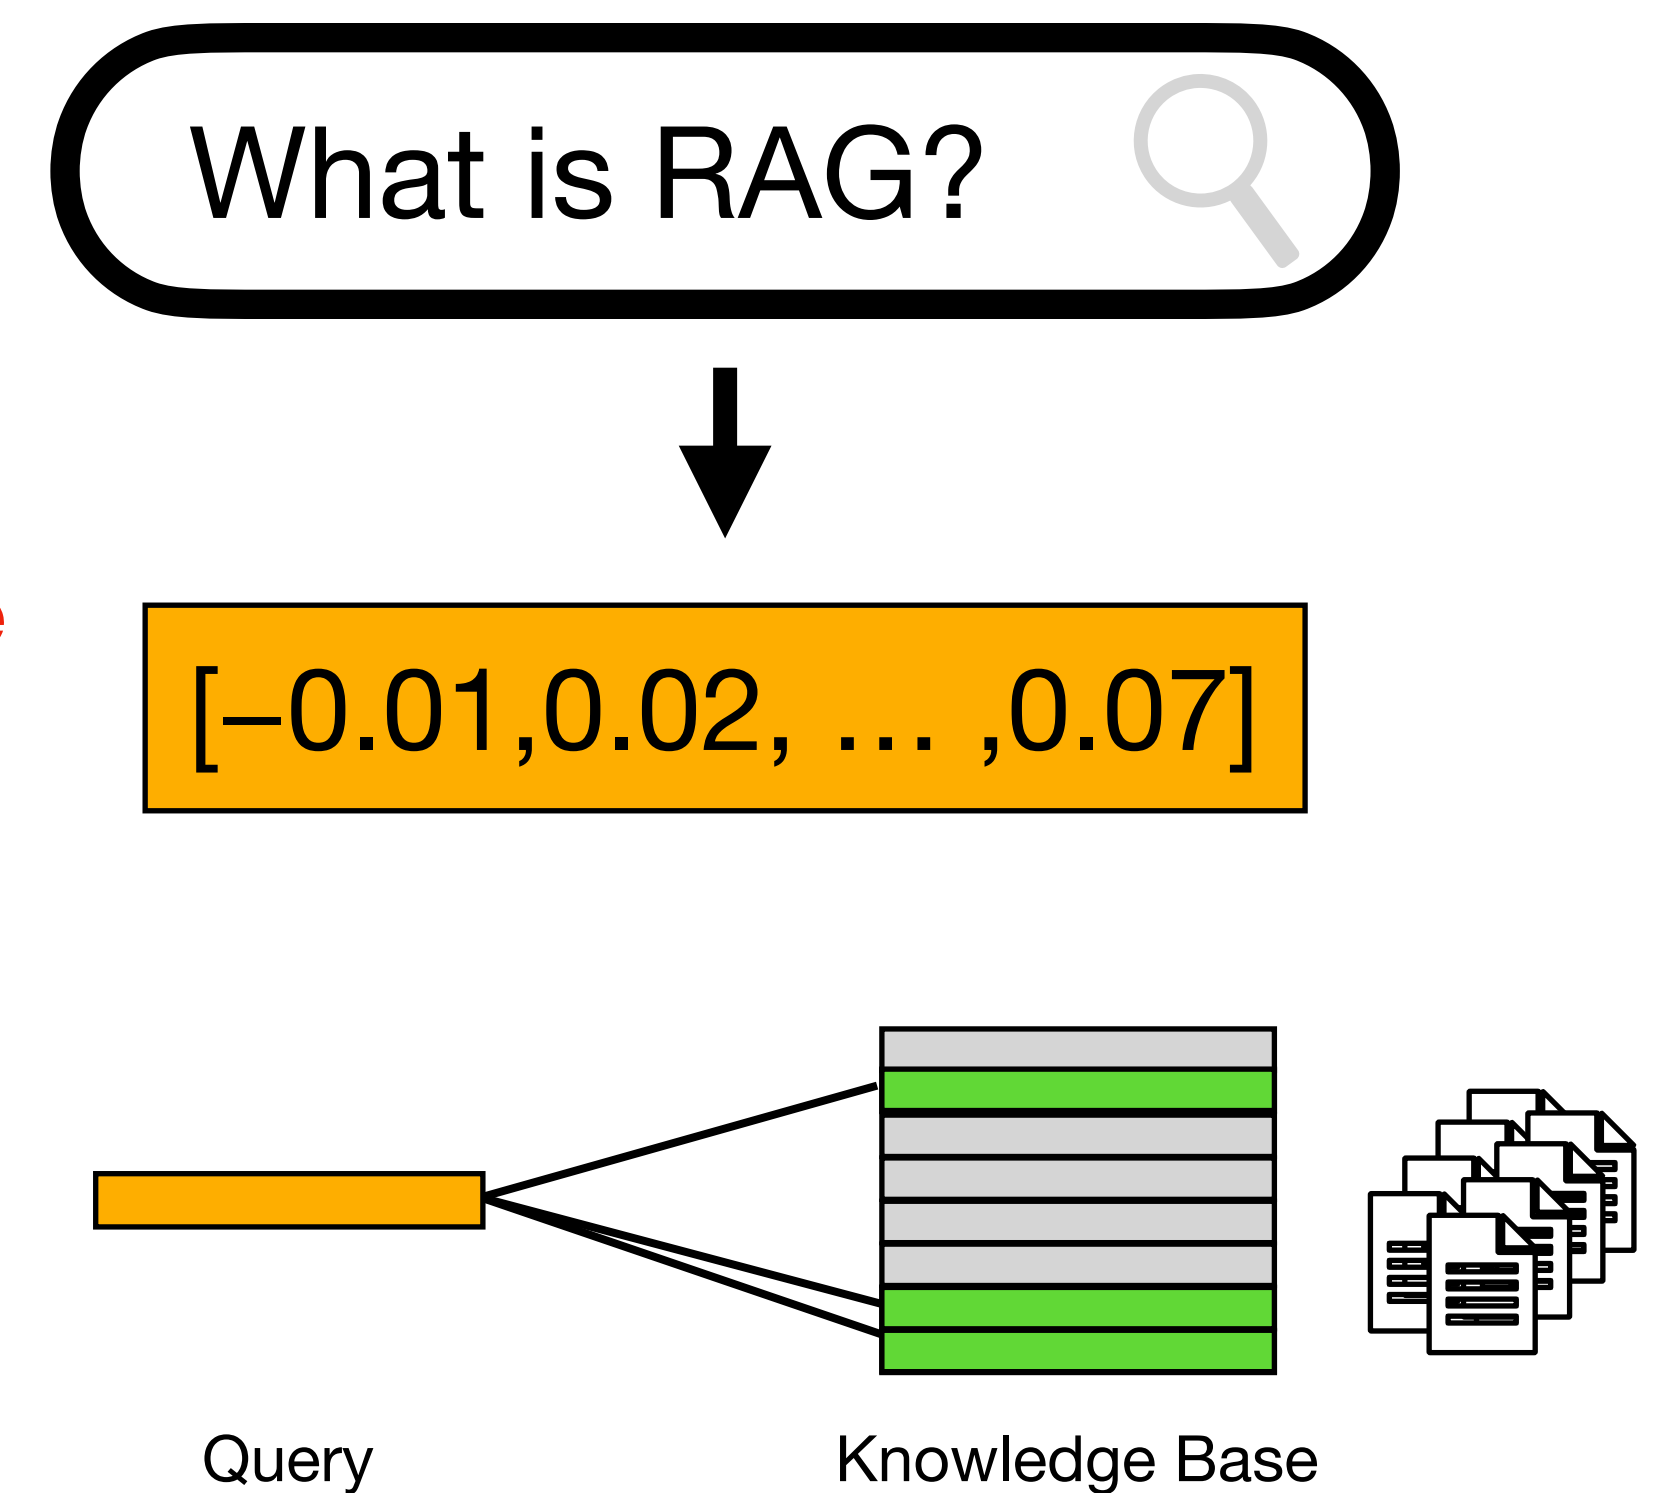 What is RAG?
[–0.01,0.02, … ,0.07]
Query
Knowledge Base